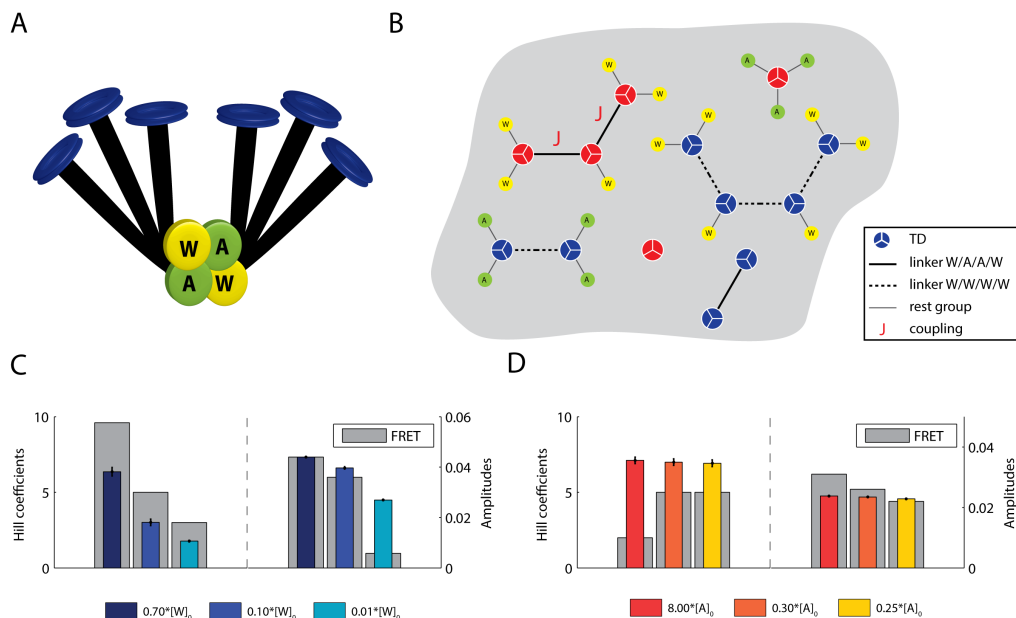 A
B
W
A
A
W
W
W
W
W
W
J
J
A
A
A
W
W
W
W
W
W
A
A
A
A
TD
linker W/A/A/W
linker W/W/W/W
rest group
J coupling
C
D
10
5
0
Hill coefficients
FRET
0.06
0.04
0.02
0
Amplitudes
0.70*[W]₀
0.10*[W]₀
0.01*[W]₀
10
5
0
Hill coefficients
FRET
0.04
0.02
0
Amplitudes
8.00*[A]₀
0.30*[A]₀
0.25*[A]₀